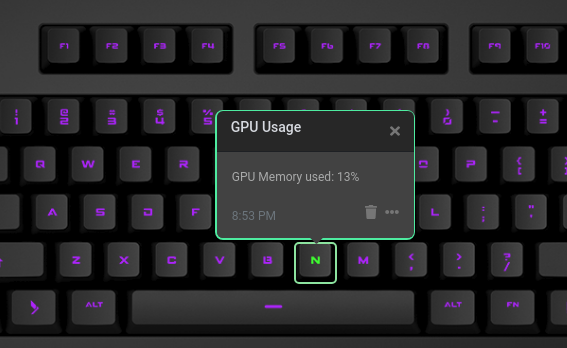 F1 F2 F3 F4 F5 F6 F7 F8 F9 F10
! 1 @ 2 # 3 $ 4 % 5 ) 0 - + =
GPU Usage
Q W E R P { [
GPU Memory used: 13%
A S D F L : ; " '
8:53 PM
Z X C V B N M < , > . ? /
ALT ALT FN